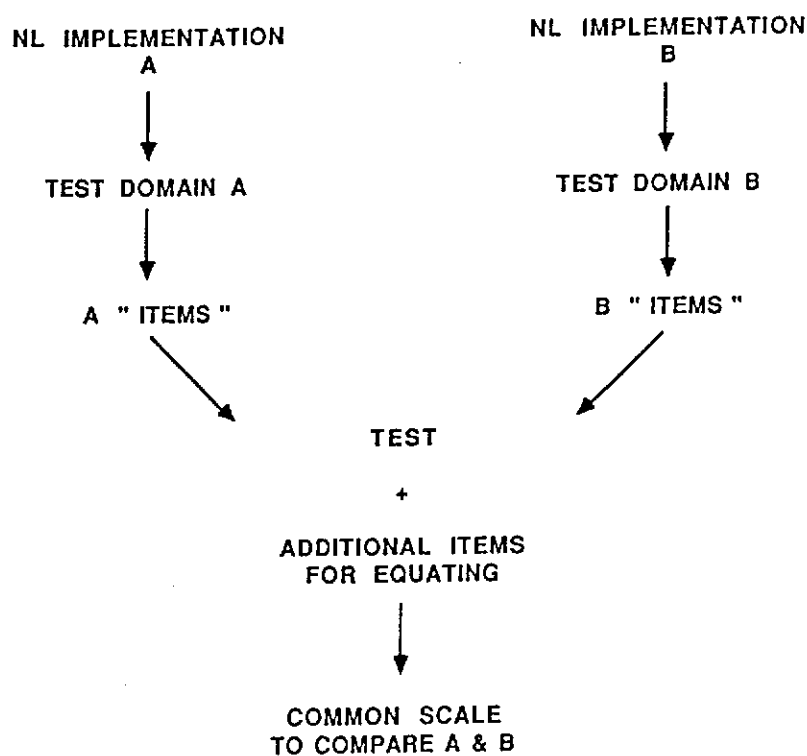 NL IMPLEMENTATION
A
NL IMPLEMENTATION
B
TEST DOMAIN A
TEST DOMAIN B
A " ITEMS "
B " ITEMS "
TEST
+
ADDITIONAL ITEMS
FOR EQUATING
COMMON SCALE
TO COMPARE A & B